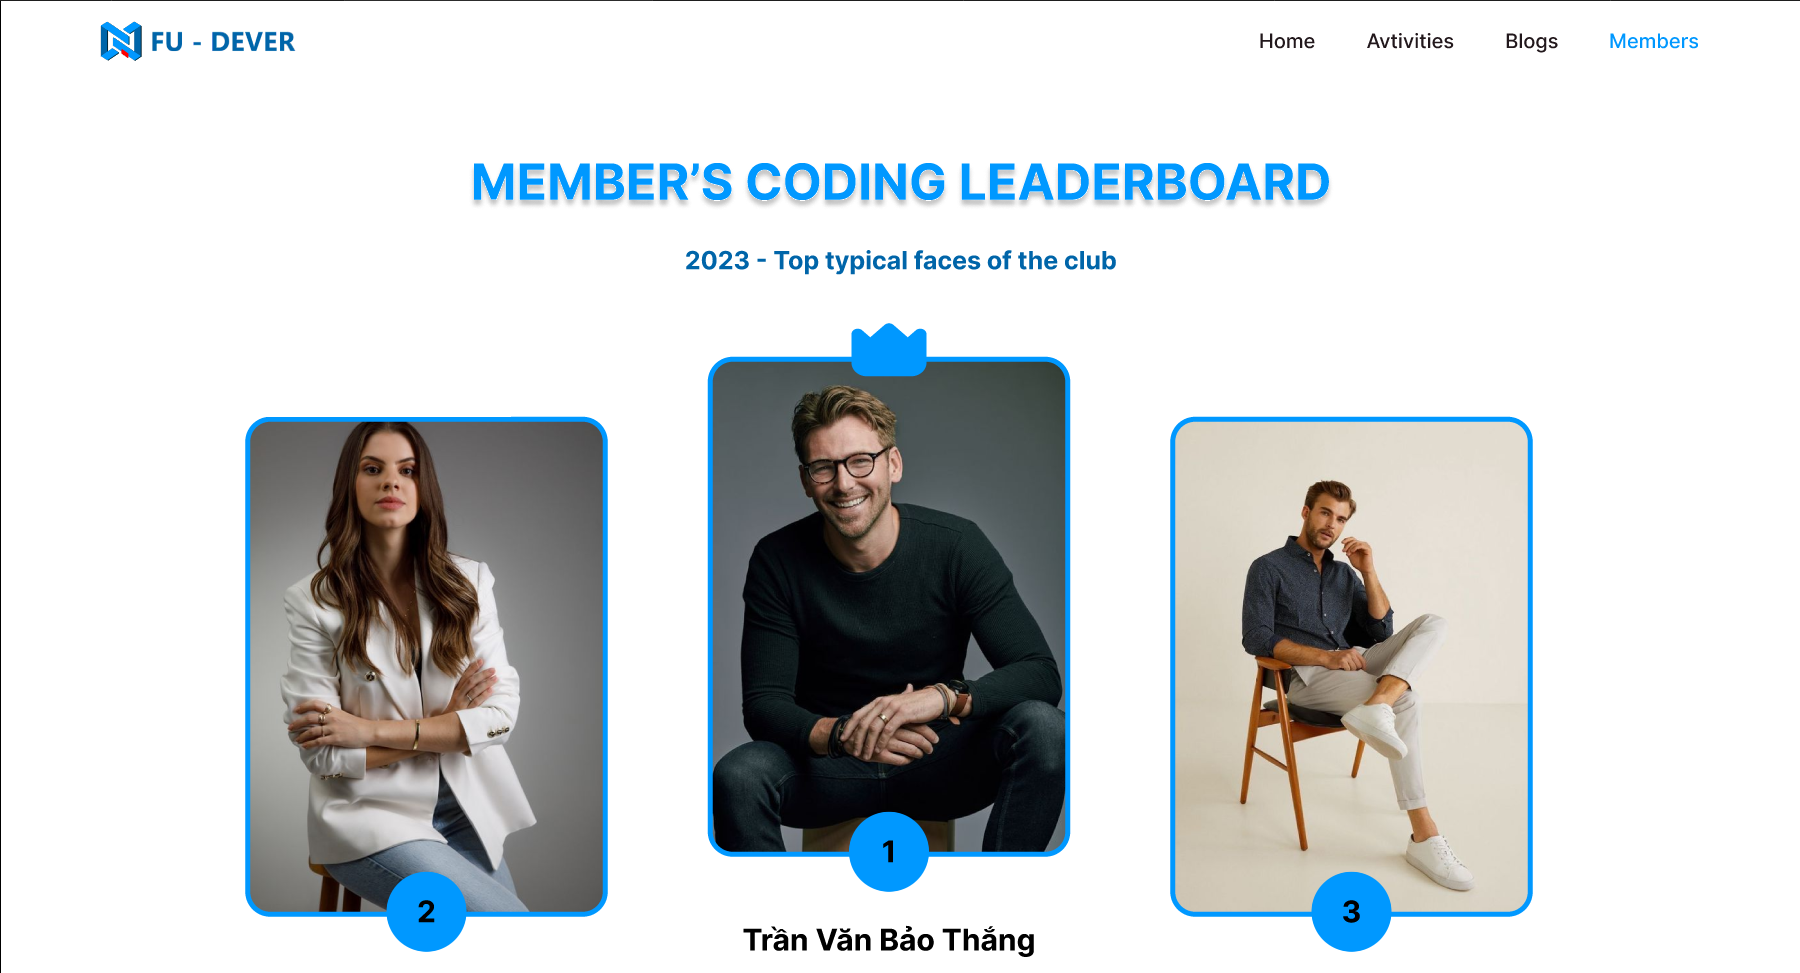 FU - DEVER
Home Avtivities Blogs Members
MEMBER’S CODING LEADERBOARD
2023 - Top typical faces of the club
1
2
3
Trần Văn Bảo Thắng